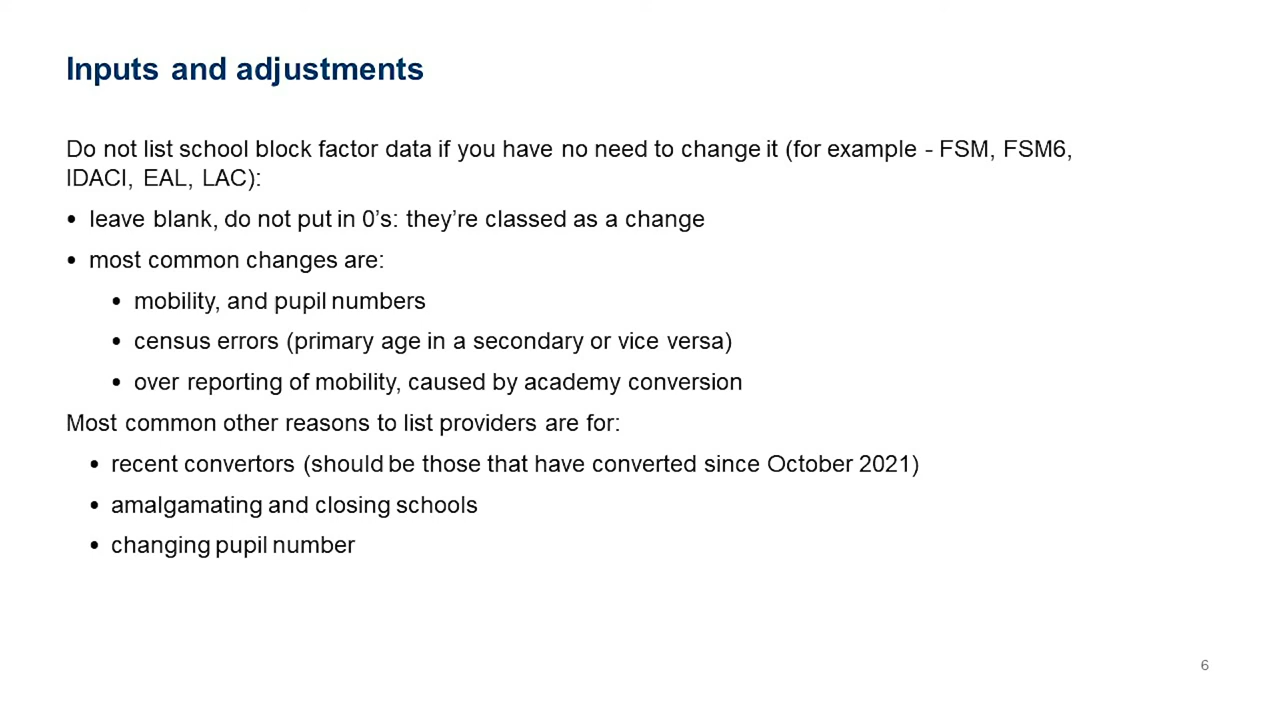 Inputs and adjustments
Do not list school block factor data if you have no need to change it (for example - FSM, FSM6,
IDACI, EAL, LAC):
• leave blank, do not put in 0’s: they’re classed as a change
• most common changes are:
• mobility, and pupil numbers
• census errors (primary age in a secondary or vice versa)
• over reporting of mobility, caused by academy conversion
Most common other reasons to list providers are for:
• recent convertors (should be those that have converted since October 2021)
• amalgamating and closing schools
• changing pupil number
6